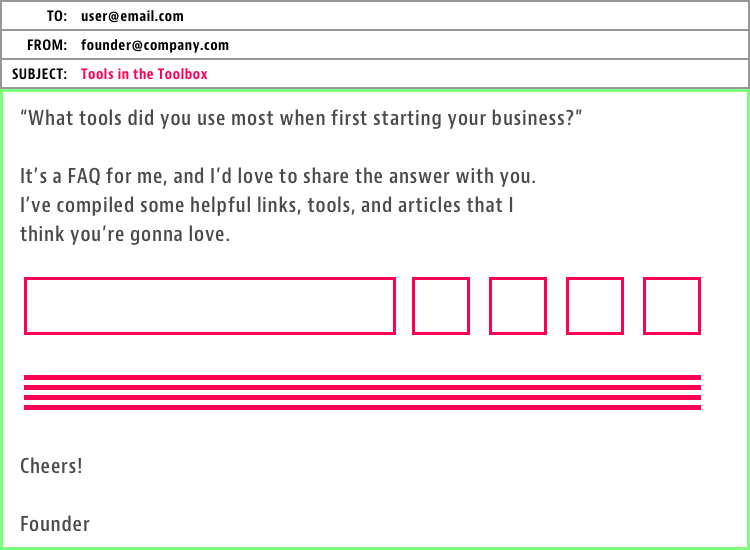 TO: user@email.com
FROM: founder@company.com
SUBJECT: Tools in the Toolbox
“What tools did you use most when first starting your business?”
It’s a FAQ for me, and I’d love to share the answer with you.
I’ve compiled some helpful links, tools, and articles that I
think you’re gonna love.
Cheers!
Founder